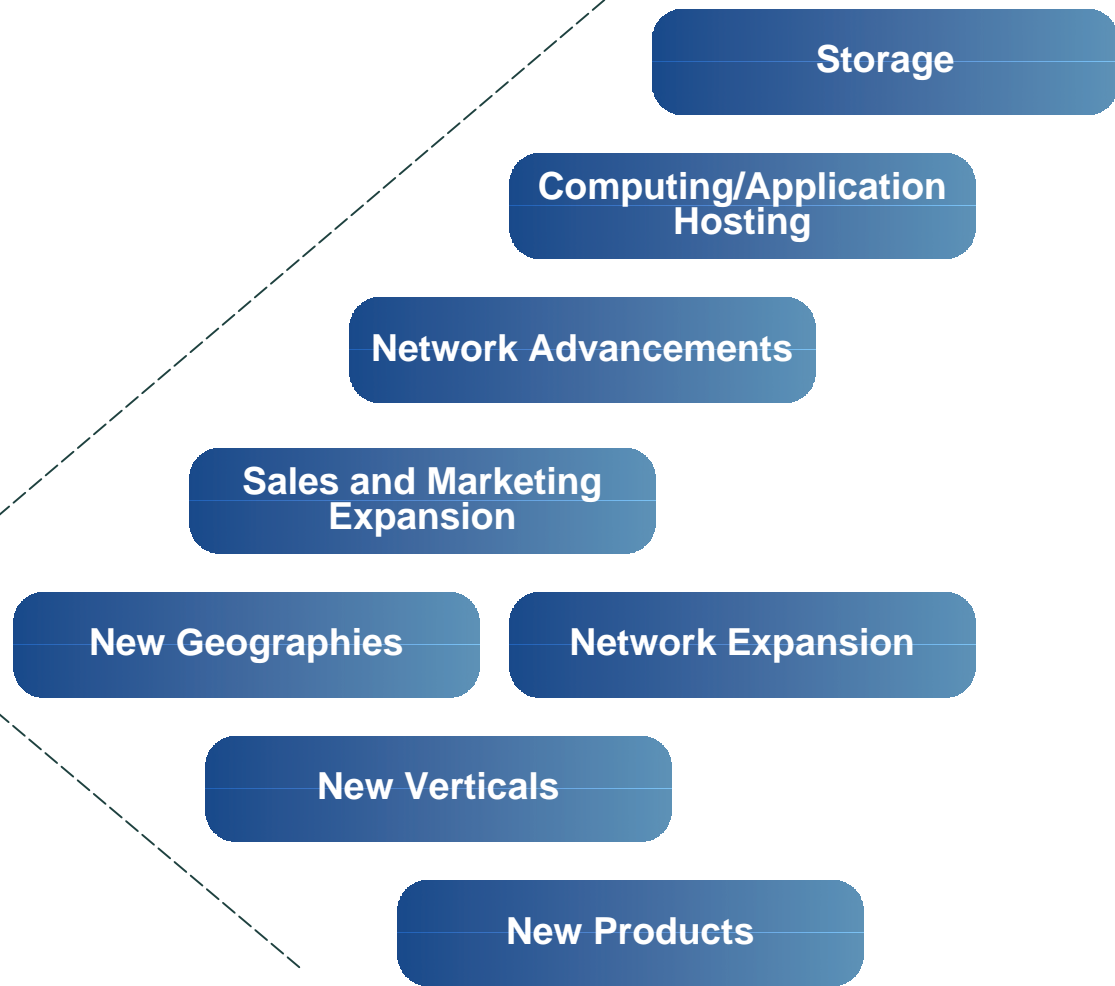 Storage
Computing/Application
Hosting
Network Advancements
Sales and Marketing
Expansion
New Geographies
Network Expansion
New Verticals
New Products